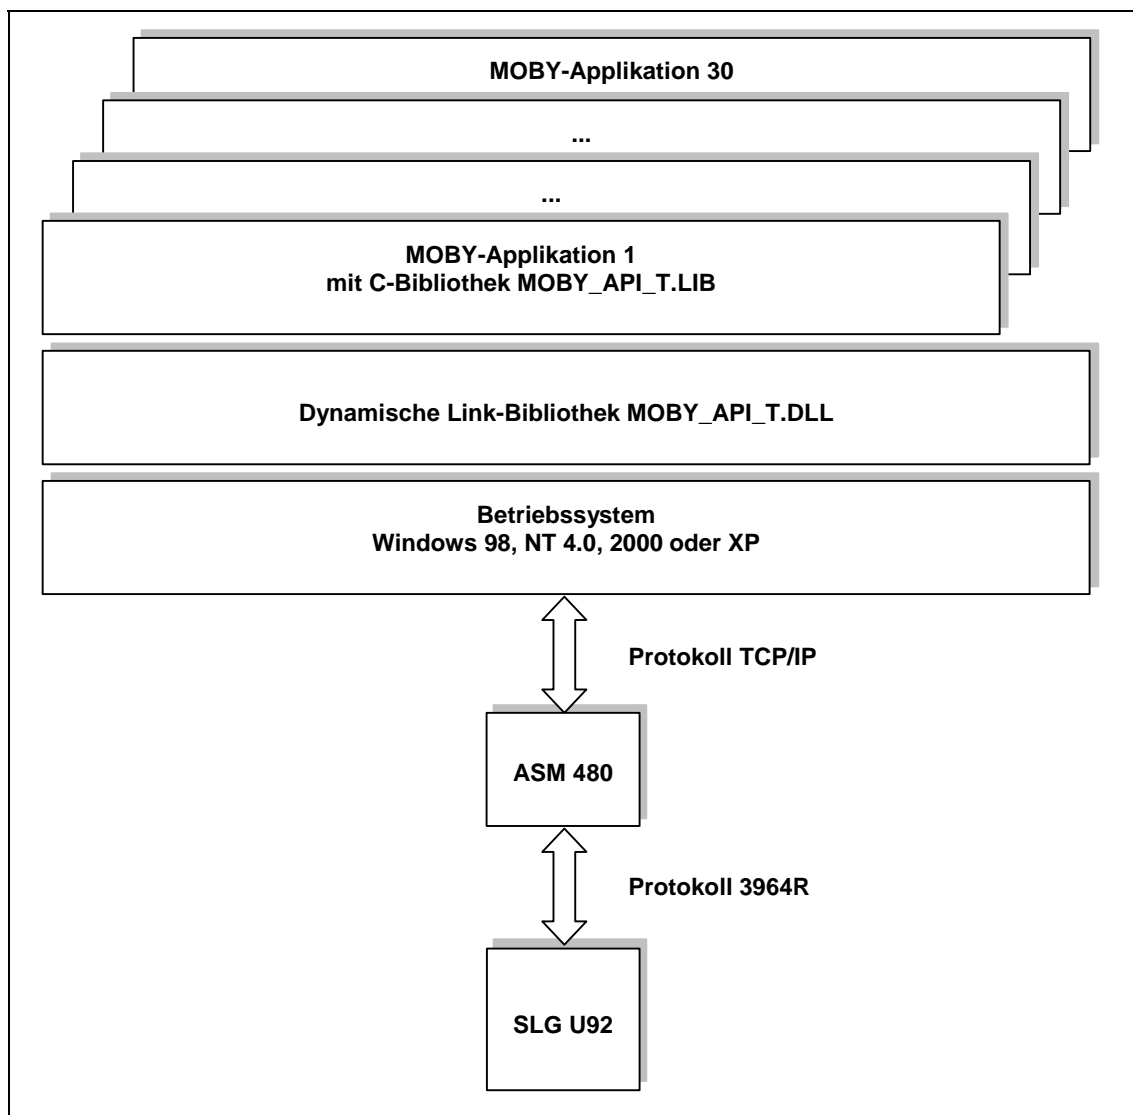 MOBY-Applikation 30
...
...
MOBY-Applikation 1
mit C-Bibliothek MOBY_API_T.LIB
Dynamische Link-Bibliothek MOBY_API_T.DLL
Betriebssystem
Windows 98, NT 4.0, 2000 oder XP
Protokoll TCP/IP
ASM 480
Protokoll 3964R
SLG U92